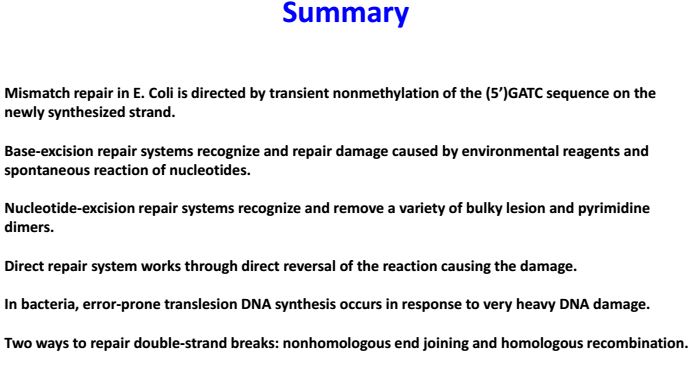 Summary
Mismatch repair in E. Coli is directed by transient nonmethylation of the (5’)GATC sequence on the
newly synthesized strand.
Base-excision repair systems recognize and repair damage caused by environmental reagents and
spontaneous reaction of nucleotides.
Nucleotide-excision repair systems recognize and remove a variety of bulky lesion and pyrimidine
dimers.
Direct repair system works through direct reversal of the reaction causing the damage.
In bacteria, error-prone translesion DNA synthesis occurs in response to very heavy DNA damage.
Two ways to repair double-strand breaks: nonhomologous end joining and homologous recombination.